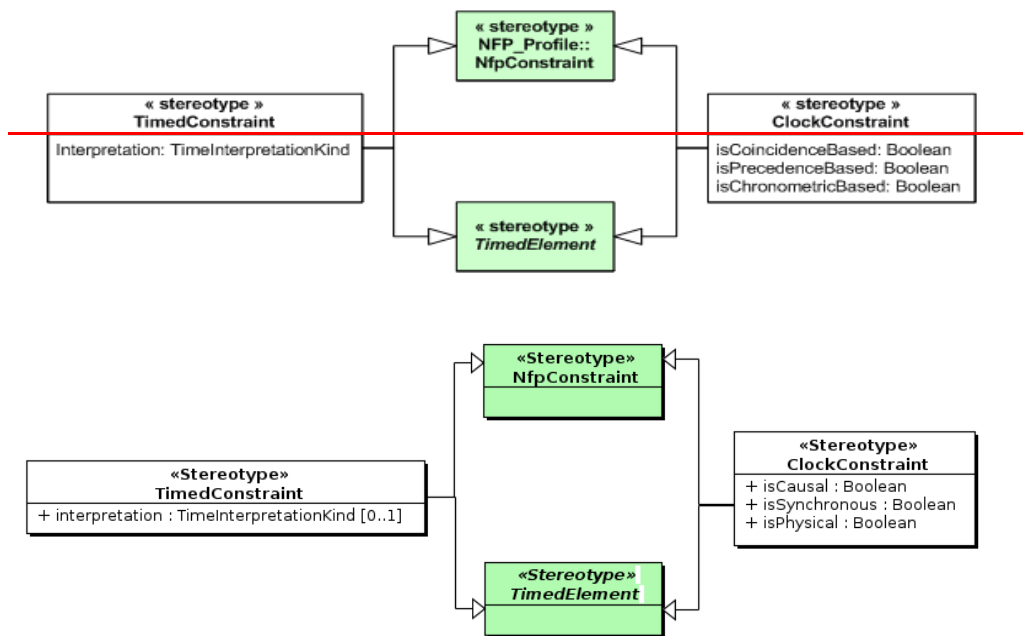 « stereotype »
NFP_Profile::
NfpConstraint
« stereotype »
TimedConstraint
Interpretation: TimeInterpretationKind
« stereotype »
ClockConstraint
isCoincidenceBased: Boolean
isPrecedenceBased: Boolean
isChronometricBased: Boolean
« stereotype »
TimedElement
«Stereotype»
NfpConstraint
«Stereotype»
TimedConstraint
+ interpretation : TimeInterpretationKind [0..1]
«Stereotype»
ClockConstraint
+ isCausal : Boolean
+ isSynchronous : Boolean
+ isPhysical : Boolean
«Stereotype»
TimedElement